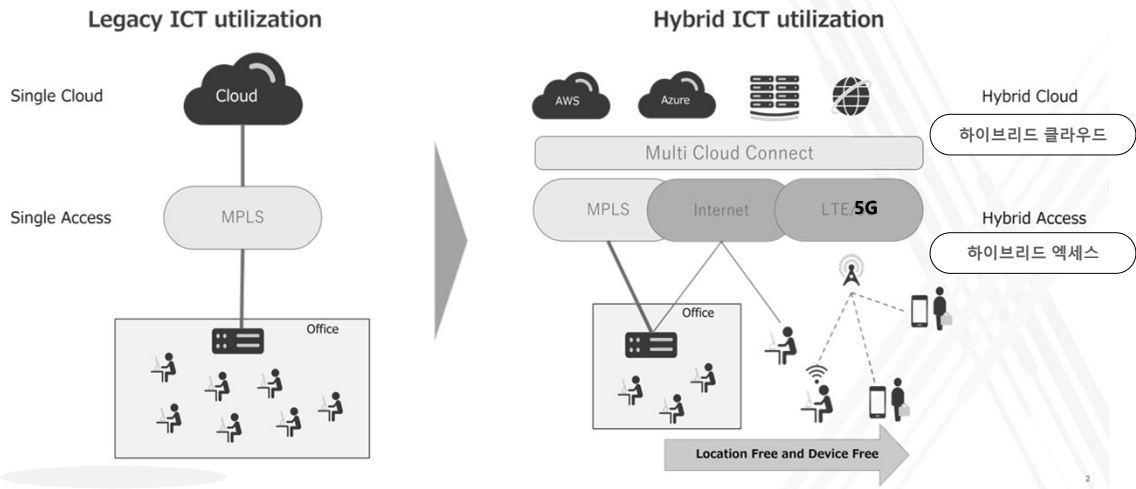 Legacy ICT utilization
Hybrid ICT utilization
Single Cloud
Cloud
AWS
Azure
Hybrid Cloud
하이브리드 클라우드
Multi Cloud Connect
Single Access
MPLS
MPLS
Internet
LTE/5G
Hybrid Access
하이브리드 엑세스
Office
Office
Location Free and Device Free
2